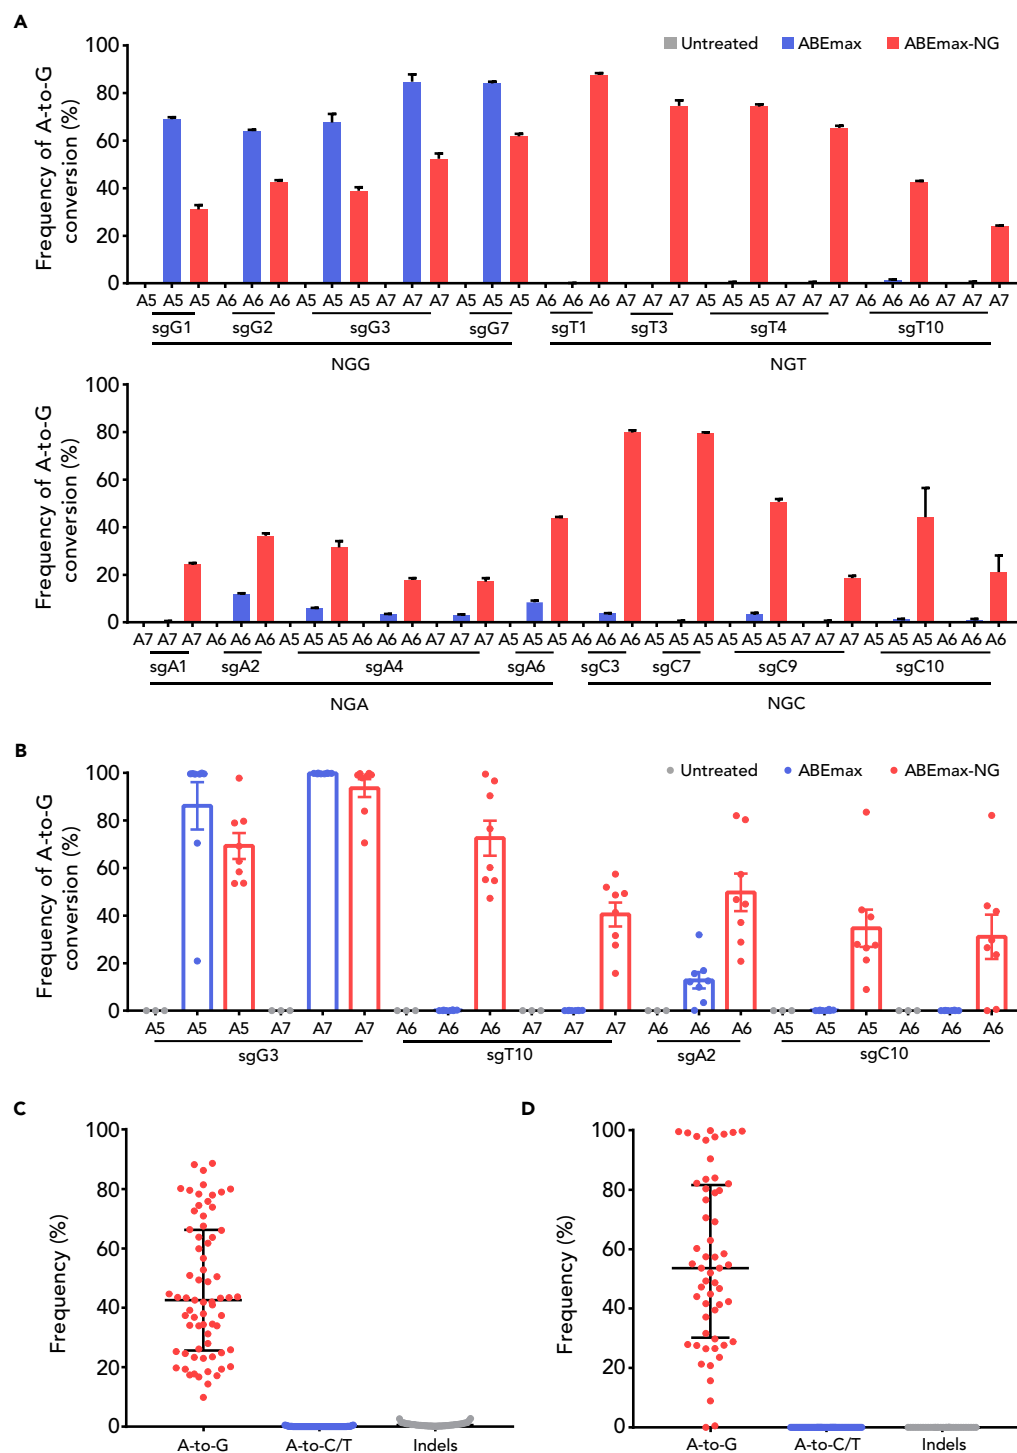 A
Untreated ABEmax ABEmax-NG
Frequency of A-to-G
conversion (%)
100
80
60
40
20
0
A5 A5 A5 A6 A6 A6 A5 A5 A5 A7 A7 A7 A5 A5 A5 A6 A6 A6 A7 A7 A7 A5 A5 A5 A7 A7 A7 A6 A6 A6 A7 A7 A7
sgG1 sgG2 sgG3 sgG7 sgT1 sgT3 sgT4 sgT10
NGG NGT
Frequency of A-to-G
conversion (%)
100
80
60
40
20
0
A7 A7 A7 A6 A6 A6 A5 A5 A5 A6 A6 A6 A7 A7 A7 A5 A5 A5 A6 A6 A6 A5 A5 A5 A5 A5 A5 A7 A7 A7 A5 A5 A5 A6 A6 A6
sgA1 sgA2 sgA4 sgA6 sgC3 sgC7 sgC9 sgC10
NGA NGC
B
Untreated ABEmax ABEmax-NG
Frequency of A-to-G
conversion (%)
100
80
60
40
20
0
A5 A5 A5 A7 A7 A7 A6 A6 A6 A7 A7 A7 A6 A6 A6 A5 A5 A5 A6 A6 A6
sgG3 sgT10 sgA2 sgC10
C
Frequency (%)
100
80
60
40
20
0
A-to-G A-to-C/T Indels
D
Frequency (%)
100
80
60
40
20
0
A-to-G A-to-C/T Indels